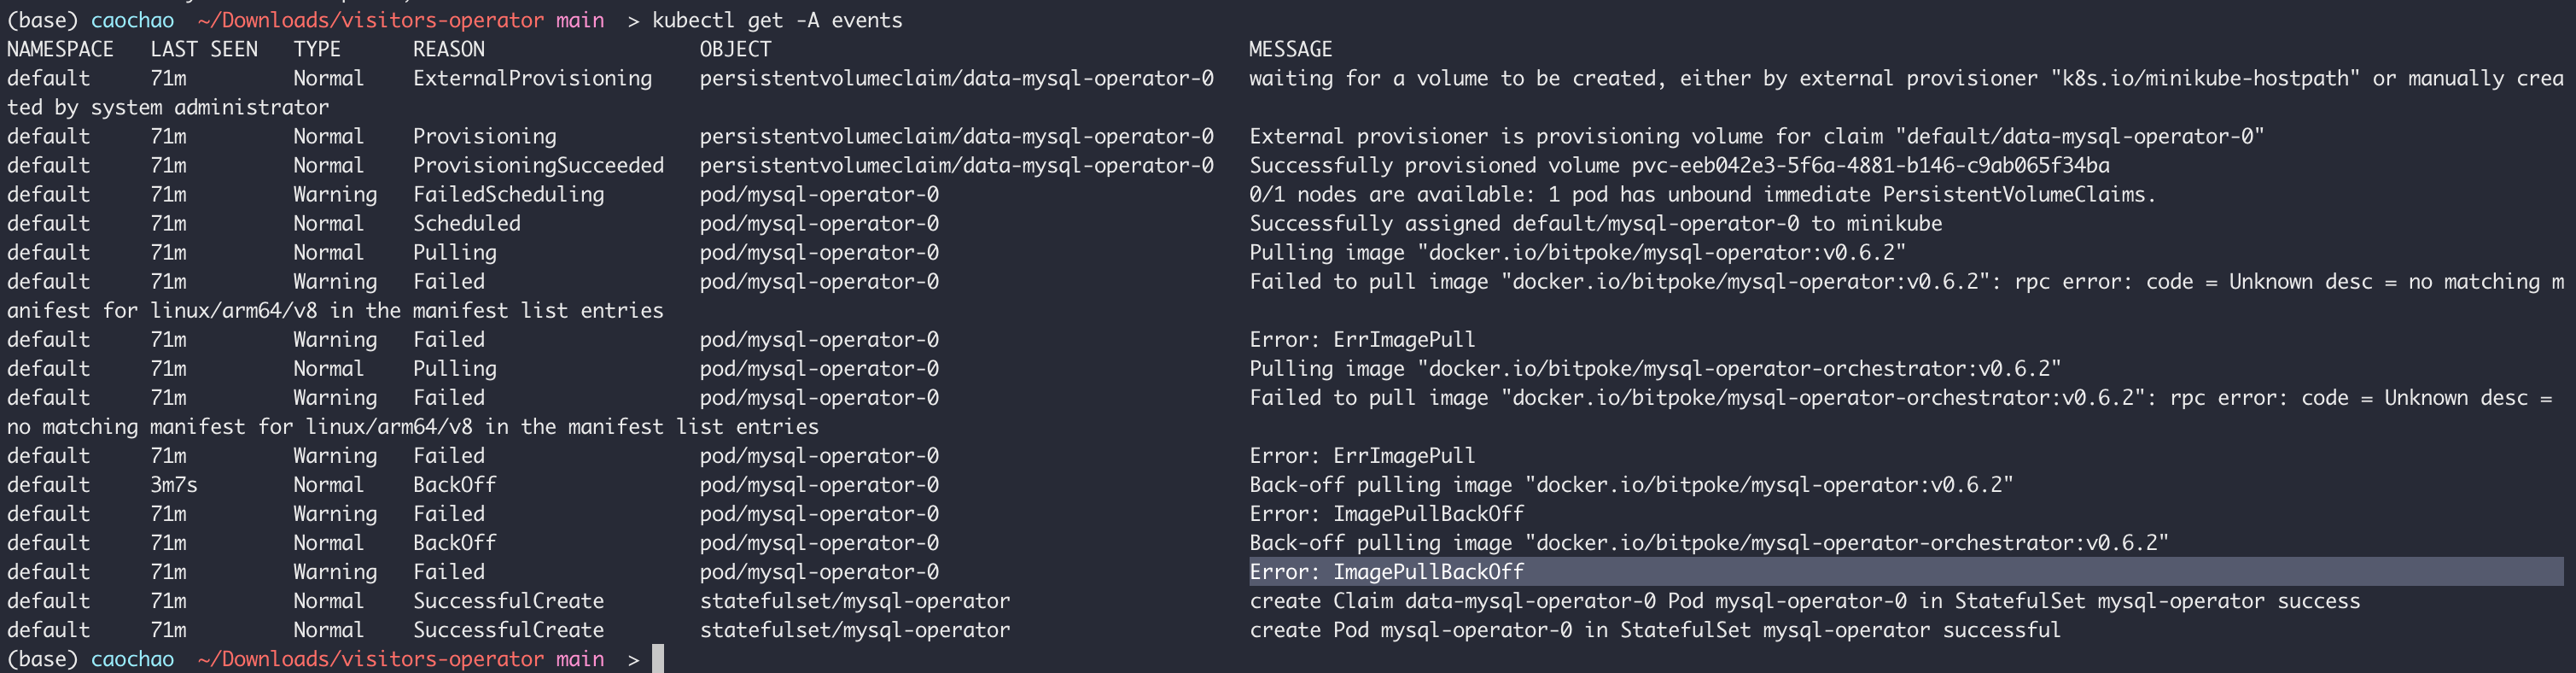 (base) caochao ~/Downloads/visitors-operator main > kubectl get -A events
NAMESPACE LAST SEEN TYPE REASON OBJECT MESSAGE
default 71m Normal ExternalProvisioning persistentvolumeclaim/data-mysql-operator-0 waiting for a volume to be created, either by external provisioner "k8s.io/minikube-hostpath" or manually crea
ted by system administrator
default 71m Normal Provisioning persistentvolumeclaim/data-mysql-operator-0 External provisioner is provisioning volume for claim "default/data-mysql-operator-0"
default 71m Normal ProvisioningSucceeded persistentvolumeclaim/data-mysql-operator-0 Successfully provisioned volume pvc-eeb042e3-5f6a-4881-b146-c9ab065f34ba
default 71m Warning FailedScheduling pod/mysql-operator-0 0/1 nodes are available: 1 pod has unbound immediate PersistentVolumeClaims.
default 71m Normal Scheduled pod/mysql-operator-0 Successfully assigned default/mysql-operator-0 to minikube
default 71m Normal Pulling pod/mysql-operator-0 Pulling image "docker.io/bitpoke/mysql-operator:v0.6.2"
default 71m Warning Failed pod/mysql-operator-0 Failed to pull image "docker.io/bitpoke/mysql-operator:v0.6.2": rpc error: code = Unknown desc = no matching m
anifest for linux/arm64/v8 in the manifest list entries
default 71m Warning Failed pod/mysql-operator-0 Error: ErrImagePull
default 71m Normal Pulling pod/mysql-operator-0 Pulling image "docker.io/bitpoke/mysql-operator-orchestrator:v0.6.2"
default 71m Warning Failed pod/mysql-operator-0 Failed to pull image "docker.io/bitpoke/mysql-operator-orchestrator:v0.6.2": rpc error: code = Unknown desc =
no matching manifest for linux/arm64/v8 in the manifest list entries
default 71m Warning Failed pod/mysql-operator-0 Error: ErrImagePull
default 3m7s Normal BackOff pod/mysql-operator-0 Back-off pulling image "docker.io/bitpoke/mysql-operator:v0.6.2"
default 71m Warning Failed pod/mysql-operator-0 Error: ImagePullBackOff
default 71m Normal BackOff pod/mysql-operator-0 Back-off pulling image "docker.io/bitpoke/mysql-operator-orchestrator:v0.6.2"
default 71m Warning Failed pod/mysql-operator-0 Error: ImagePullBackOff
default 71m Normal SuccessfulCreate statefulset/mysql-operator create Claim data-mysql-operator-0 Pod mysql-operator-0 in StatefulSet mysql-operator success
default 71m Normal SuccessfulCreate statefulset/mysql-operator create Pod mysql-operator-0 in StatefulSet mysql-operator successful
(base) caochao ~/Downloads/visitors-operator main >